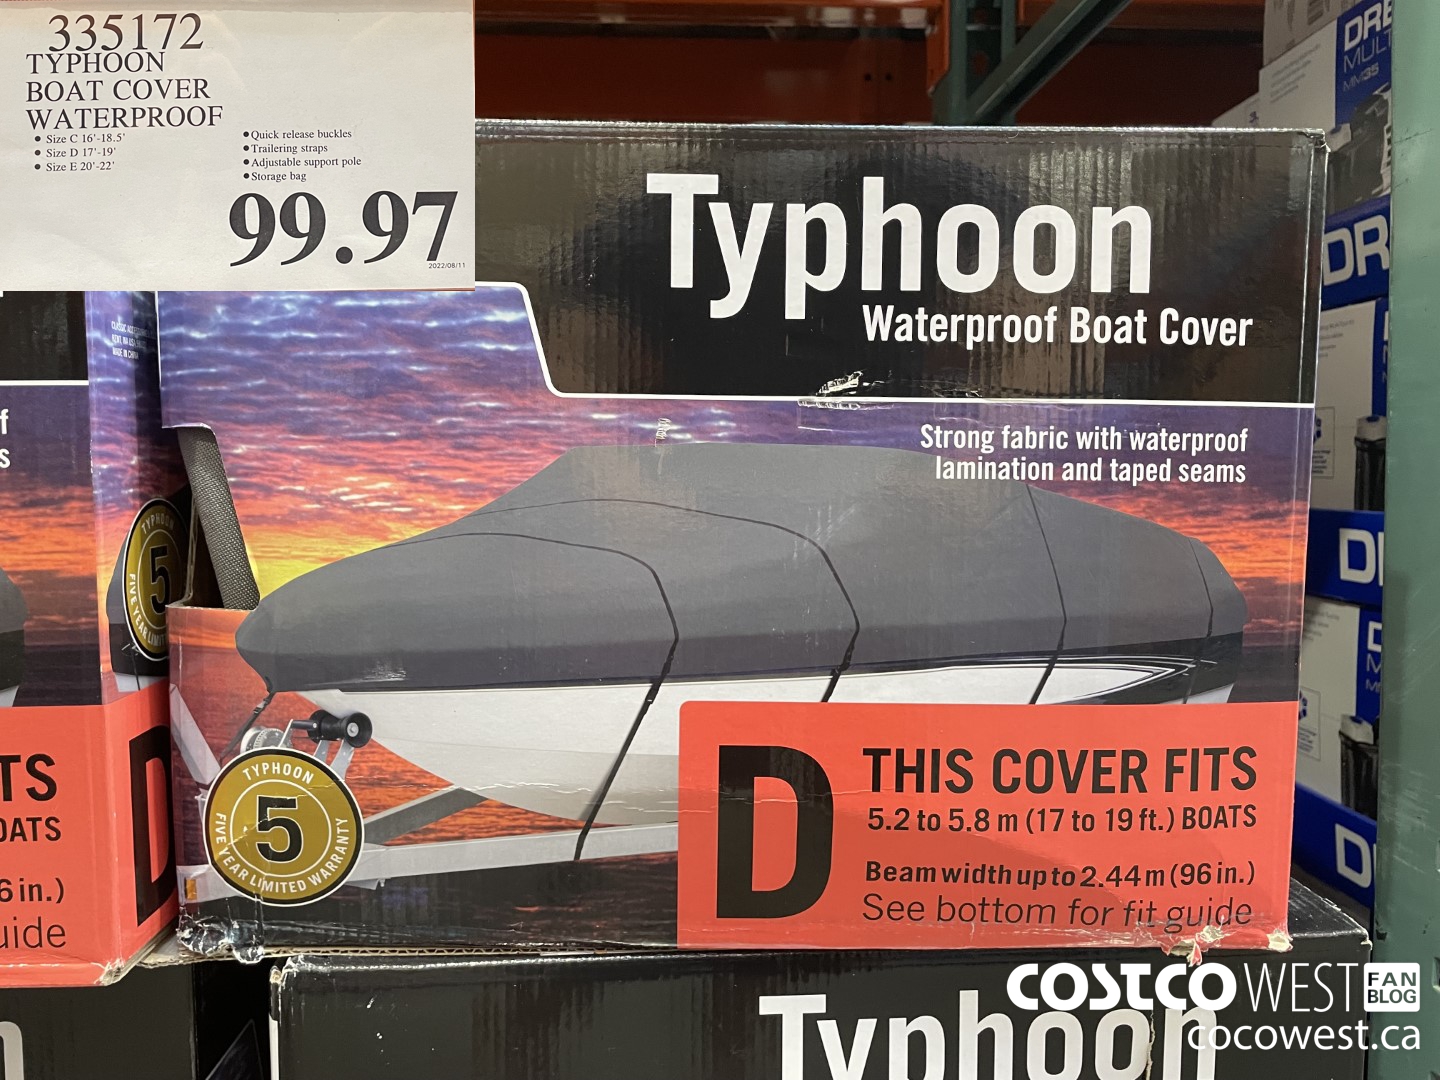 335172
TYPHOON
BOAT COVER
WATERPROOF
• Size C 16'-18.5'
• Size D 17'-19'
• Size E 20'-22'
• Quick release buckles
• Trailering straps
• Adjustable support pole
• Storage bag
99.97
2022/08/11
Typhoon
Waterproof Boat Cover
Strong fabric with waterproof
lamination and taped seams
TYPHOON
5
FIVE YEAR LIMITED WARRANTY
D
THIS COVER FITS
5.2 to 5.8 m (17 to 19 ft.) BOATS
Beam width up to 2.44 m (96 in.)
See bottom for fit guide
MADE IN CHINA
TYPHOON
5
D
Typhoon
COSTCO WEST FAN BLOG
cocowest.ca